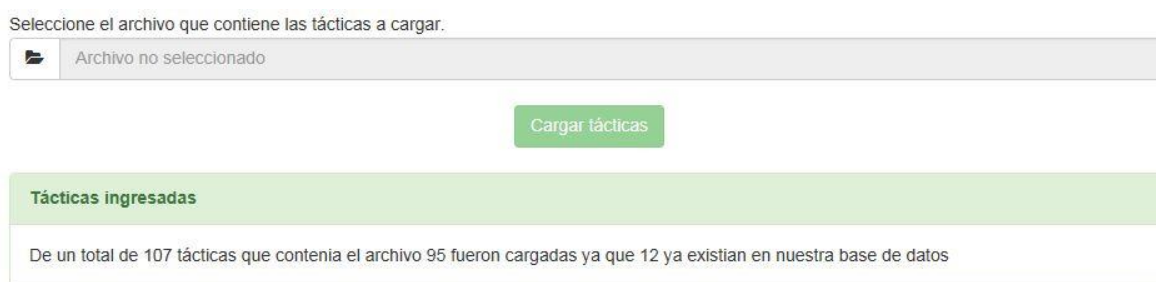 Seleccione el archivo que contiene las tácticas a cargar.
Archivo no seleccionado
Cargar tácticas
Tácticas ingresadas
De un total de 107 tácticas que contenia el archivo 95 fueron cargadas ya que 12 ya existian en nuestra base de datos